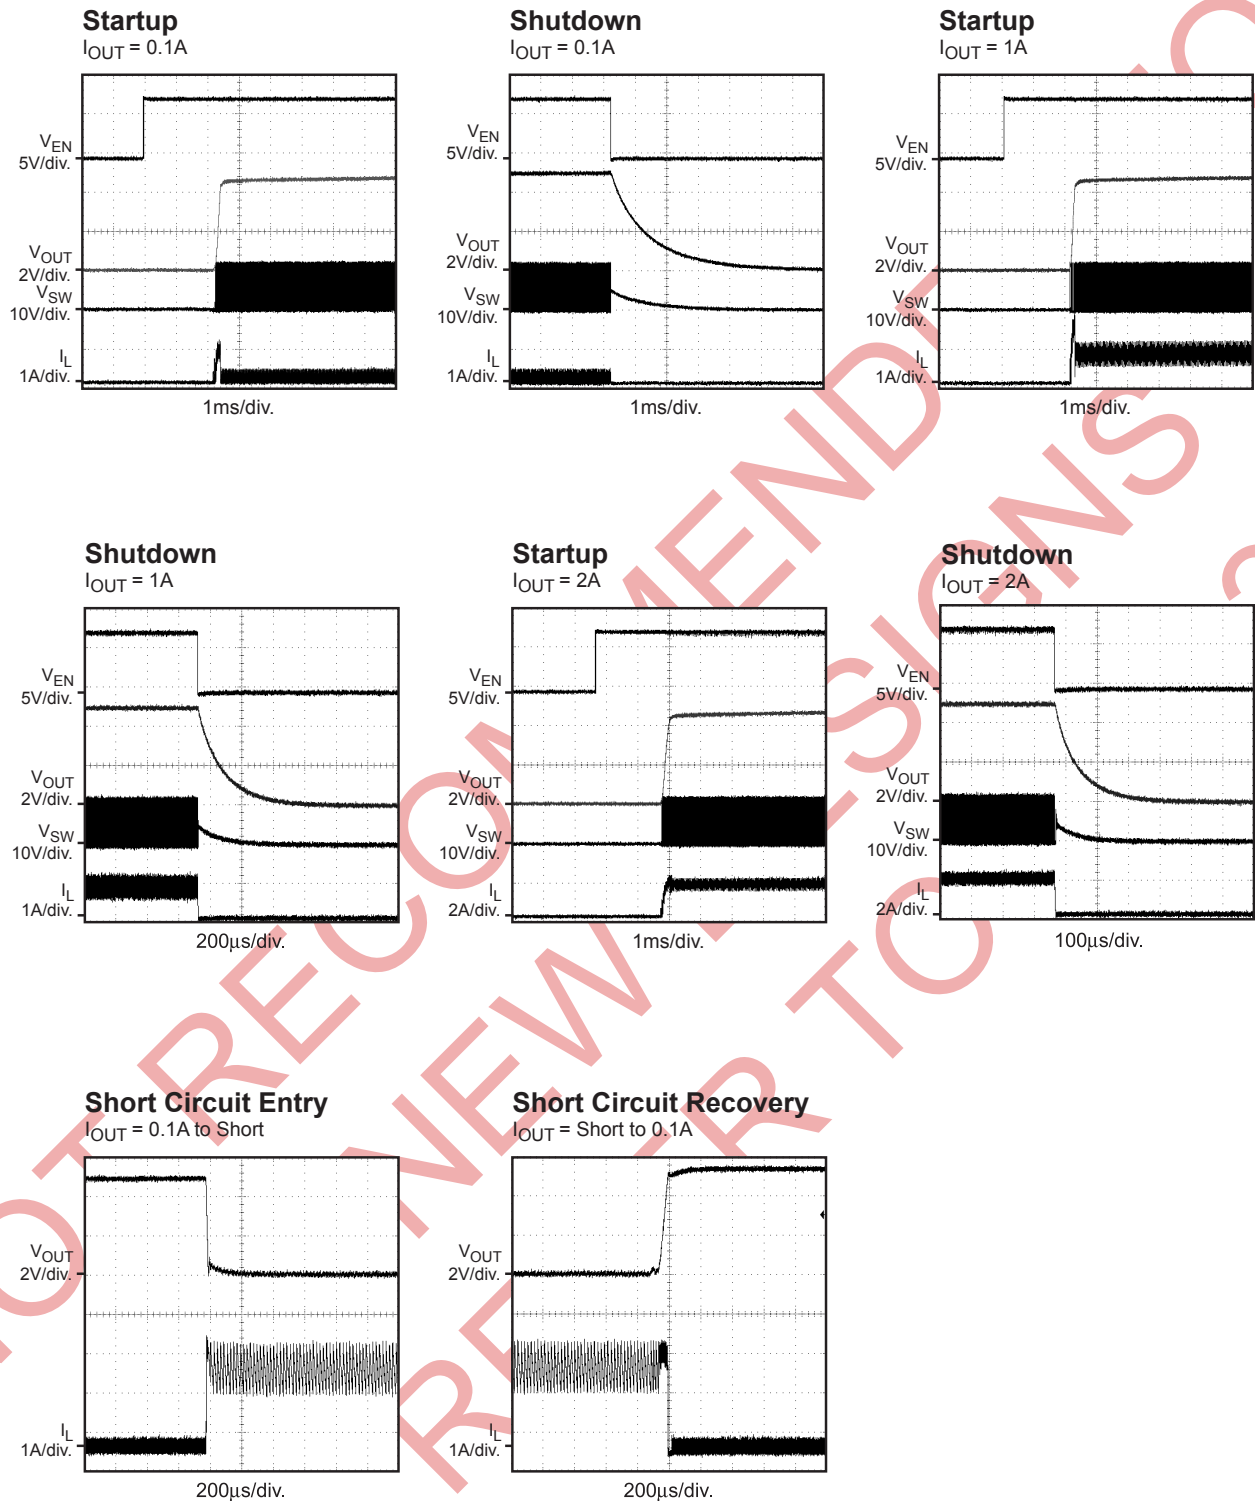 Startup
IOUT = 0.1A
VEN
5V/div.
VOUT
2V/div.
VSW
10V/div.
IL
1A/div.
1ms/div.
Shutdown
IOUT = 0.1A
VEN
5V/div.
VOUT
2V/div.
VSW
10V/div.
IL
1A/div.
1ms/div.
Startup
IOUT = 1A
VEN
5V/div.
VOUT
2V/div.
VSW
10V/div.
IL
1A/div.
1ms/div.
Shutdown
IOUT = 1A
VEN
5V/div.
VOUT
2V/div.
VSW
10V/div.
IL
1A/div.
200µs/div.
Startup
IOUT = 2A
VEN
5V/div.
VOUT
2V/div.
VSW
10V/div.
IL
2A/div.
1ms/div.
Shutdown
IOUT = 2A
VEN
5V/div.
VOUT
2V/div.
VSW
10V/div.
IL
2A/div.
100µs/div.
Short Circuit Entry
IOUT = 0.1A to Short
VOUT
2V/div.
IL
1A/div.
200µs/div.
Short Circuit Recovery
IOUT = Short to 0.1A
VOUT
2V/div.
IL
1A/div.
200µs/div.
OT RECOMMENDED
NEW DESIGNS
REFER TO